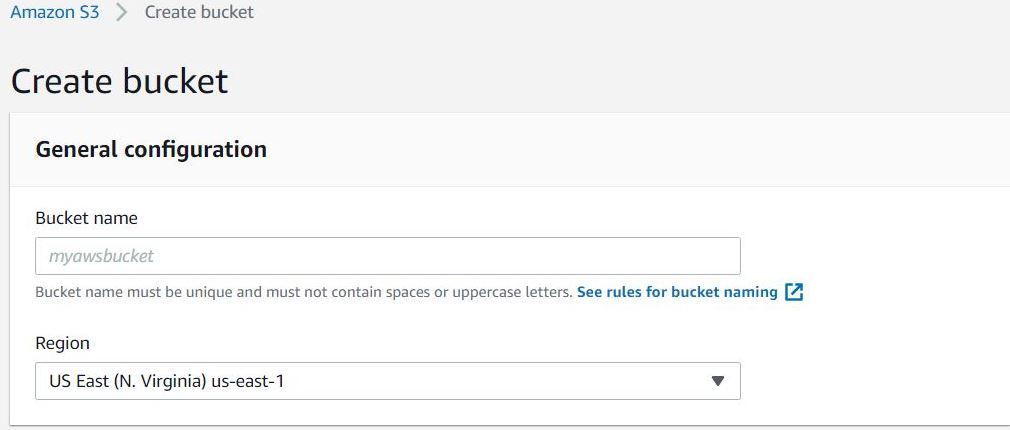 Amazon S3 > Create bucket
Create bucket
General configuration
Bucket name
myawsbucket
Bucket name must be unique and must not contain spaces or uppercase letters. See rules for bucket naming
Region
US East (N. Virginia) us-east-1